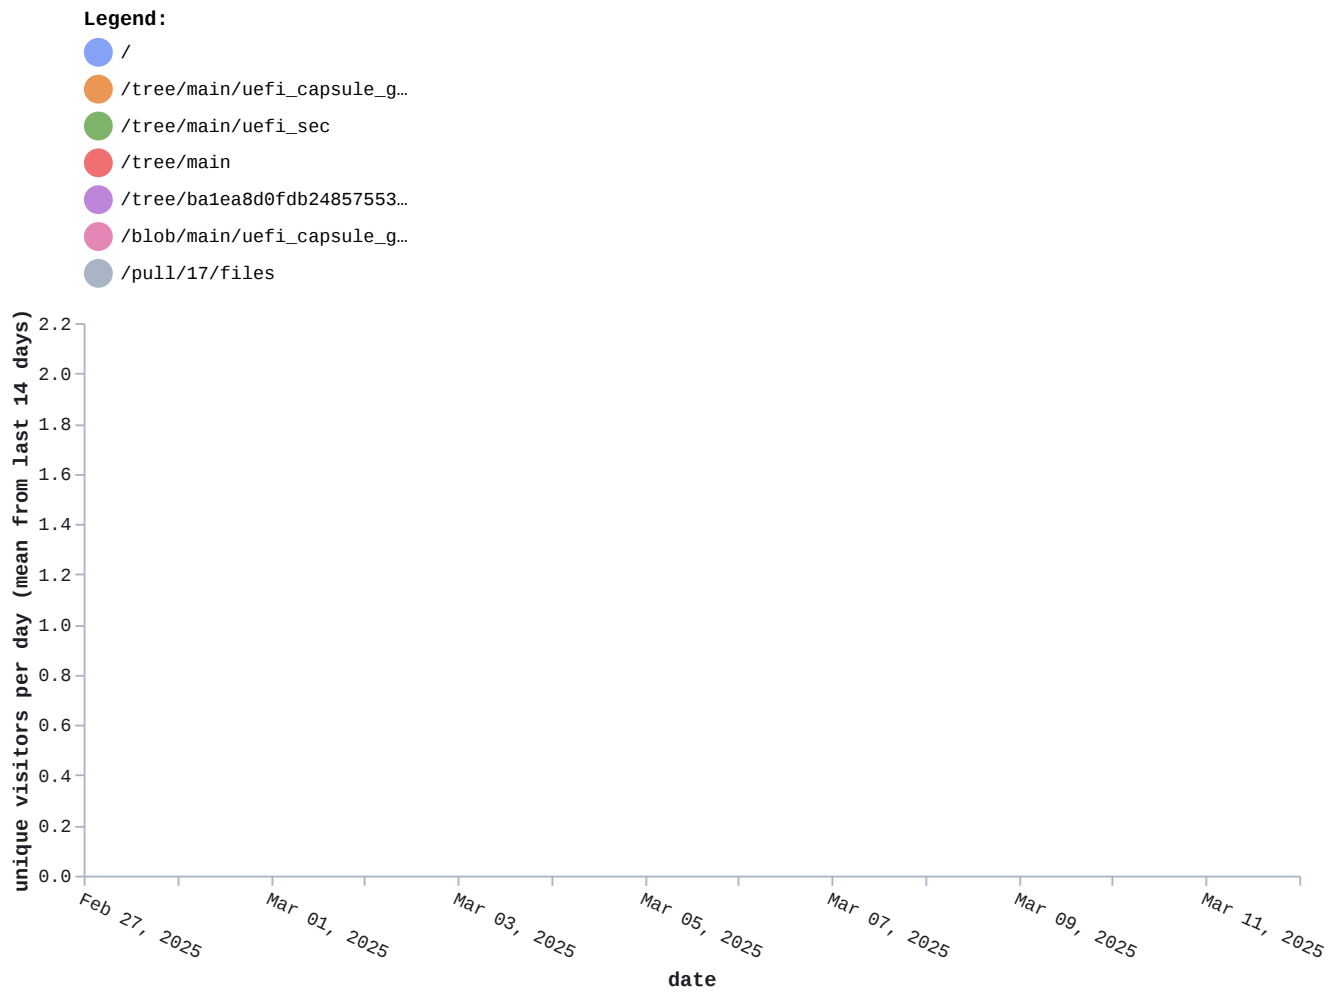 Legend:
/
/tree/main/uefi_capsule_g…
/tree/main/uefi_sec
/tree/main
/tree/ba1ea8d0fdb24857553…
/blob/main/uefi_capsule_g…
/pull/17/files
unique visitors per day (mean from last 14 days)
2.2
2.0
1.8
1.6
1.4
1.2
1.0
0.8
0.6
0.4
0.2
0.0
Feb 27, 2025
Mar 01, 2025
Mar 03, 2025
Mar 05, 2025
Mar 07, 2025
Mar 09, 2025
Mar 11, 2025
date